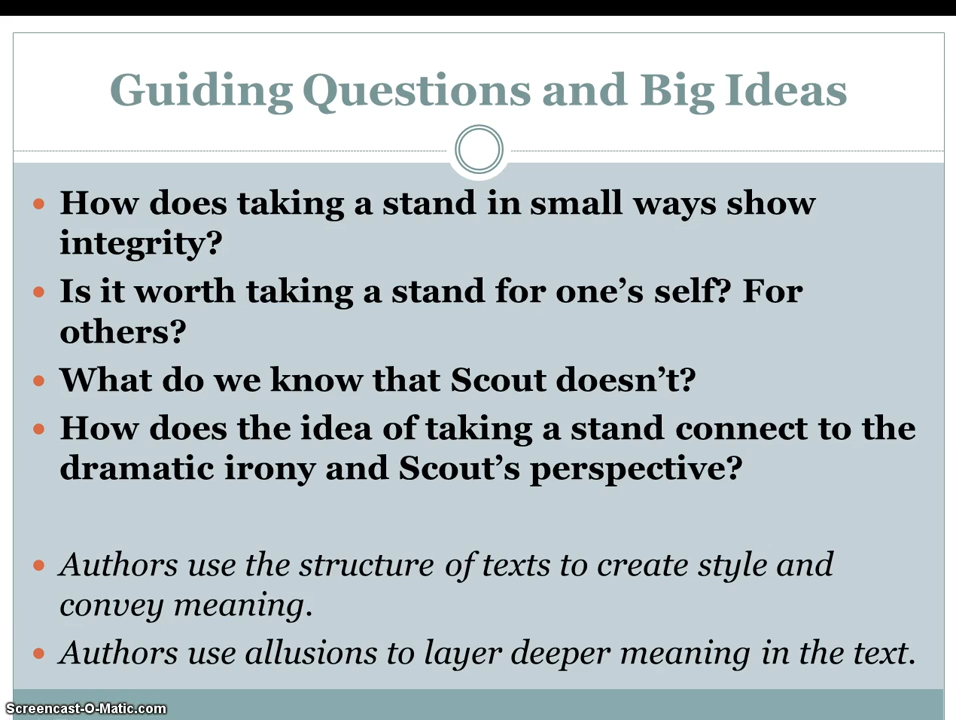 Guiding Questions and Big Ideas
• How does taking a stand in small ways show
integrity?
• Is it worth taking a stand for one’s self? For
others?
• What do we know that Scout doesn’t?
• How does the idea of taking a stand connect to the
dramatic irony and Scout’s perspective?
• Authors use the structure of texts to create style and
convey meaning.
• Authors use allusions to layer deeper meaning in the text.
Screencast-O-Matic.com